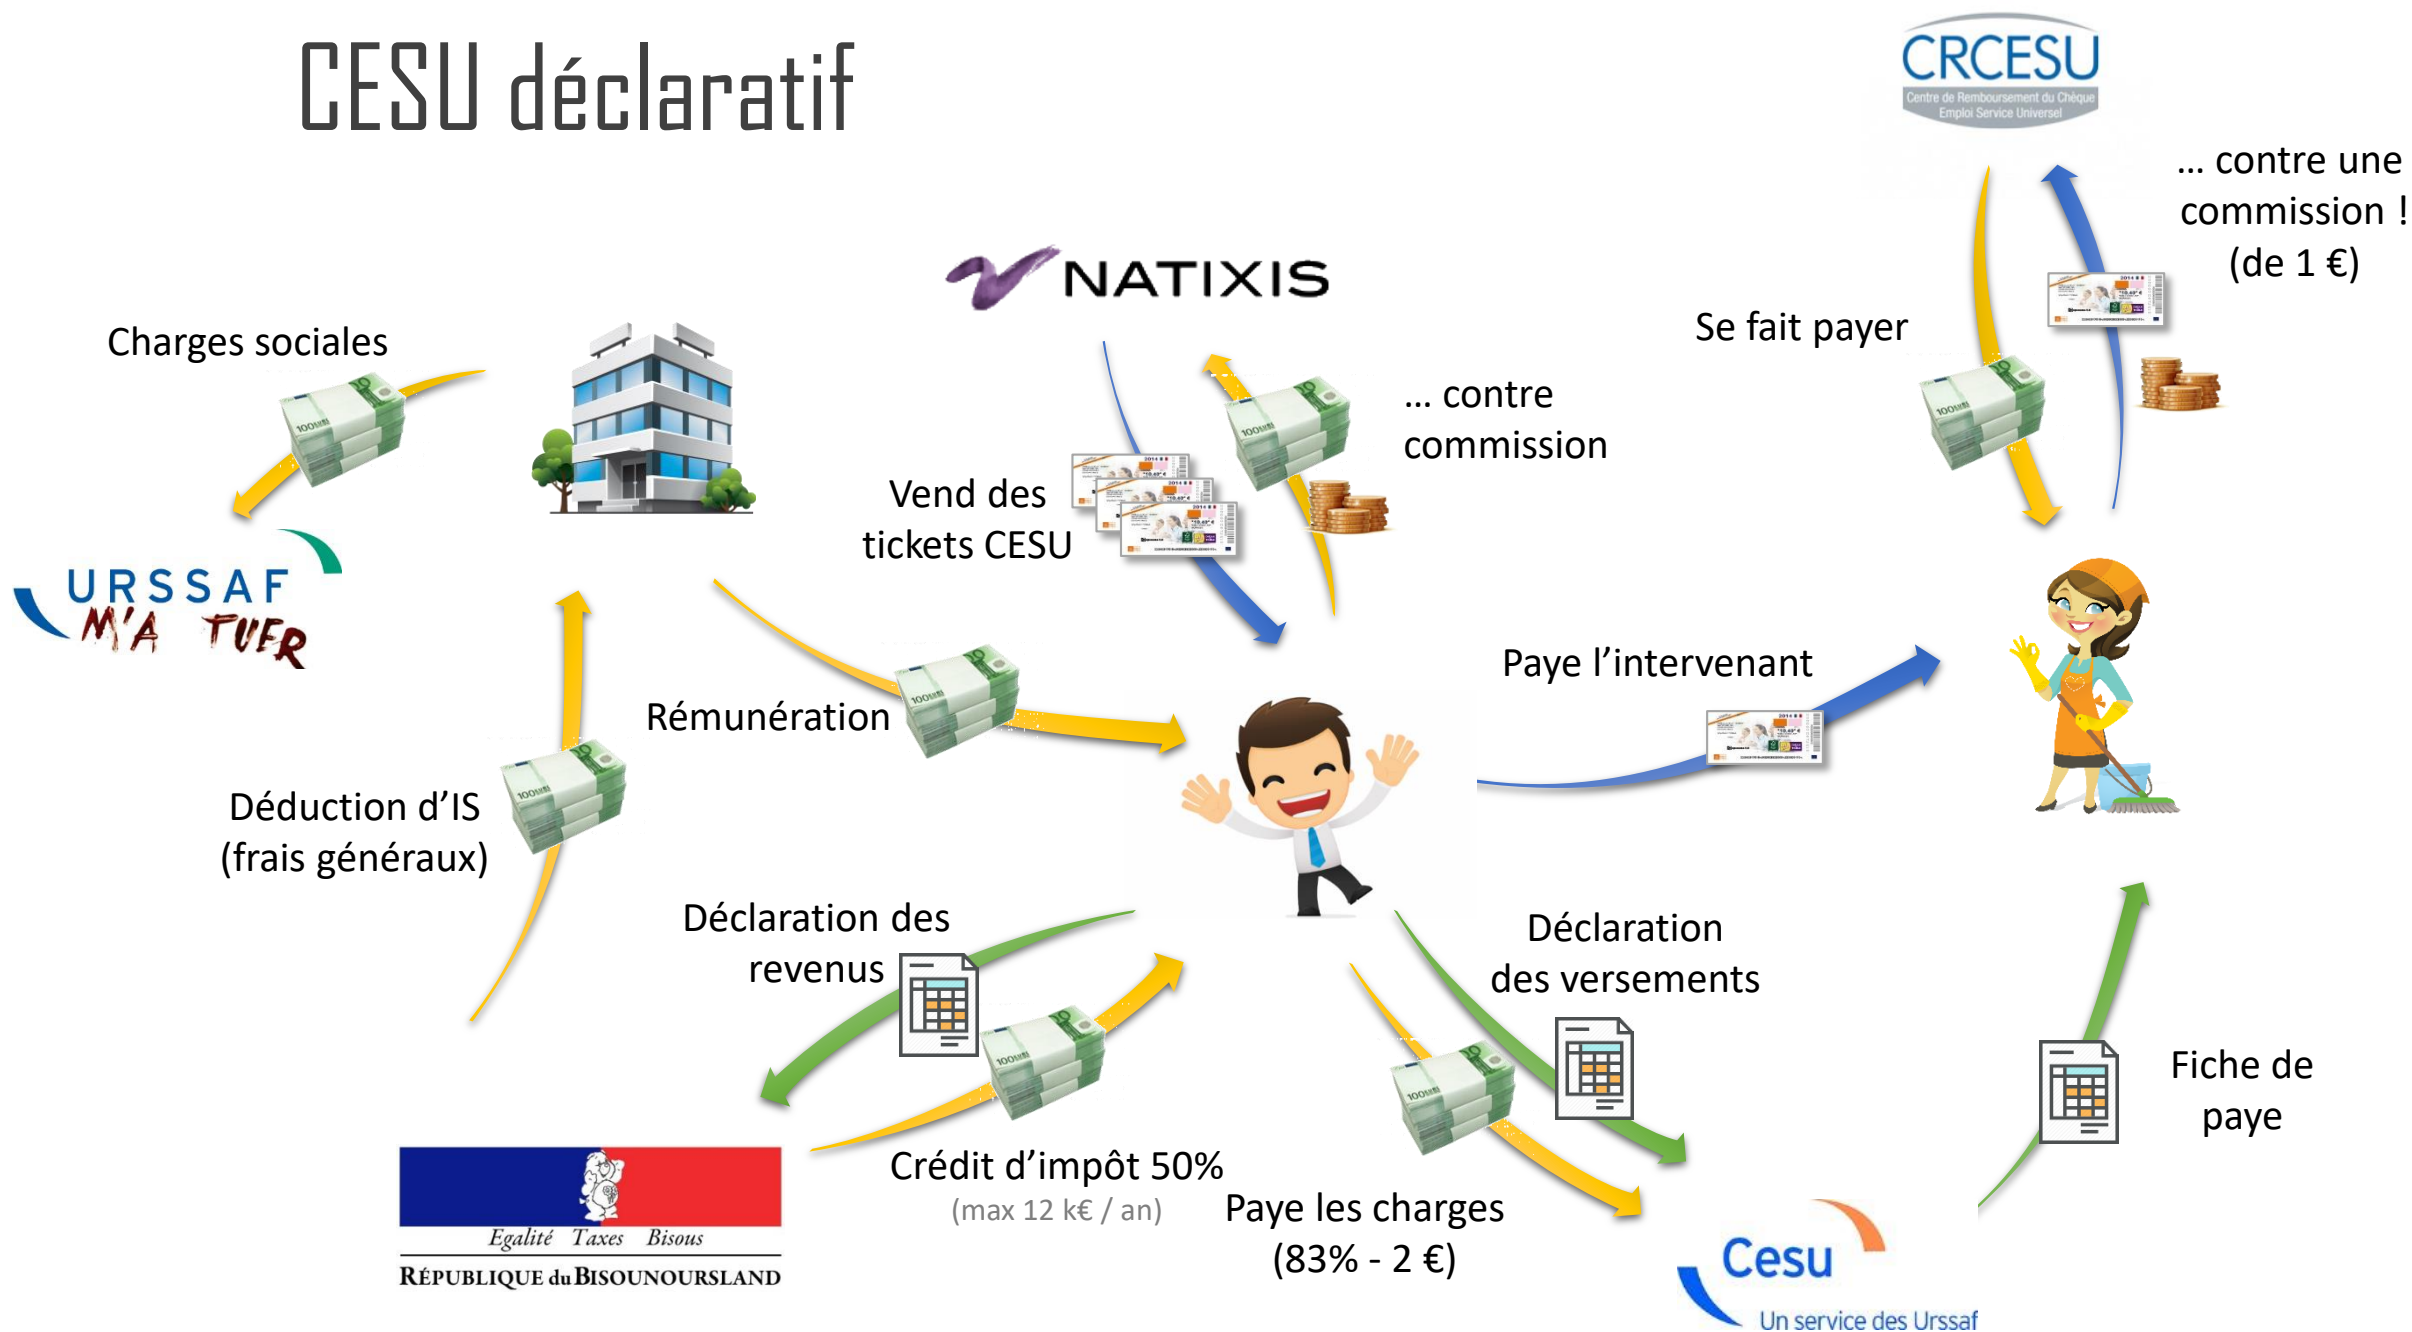 CESU déclaratif
CRCESU
Centre de Remboursement du Chèque
Emploi Service Universel
... contre une
commission !
(de 1 €)
NATIXIS
Charges sociales
Se fait payer
... contre
commission
Vend des
tickets CESU
URSSAF
M'A TUER
Paye l'intervenant
Rémunération
Déduction d'IS
(frais généraux)
Déclaration des
revenus
Déclaration
des versements
Fiche de
paye
Crédit d'impôt 50%
(max 12 k€ / an)
Paye les charges
(83% - 2 €)
Egalité Taxes Bisous
RÉPUBLIQUE du BISOUNOURSLAND
Cesu
Un service des Urssaf